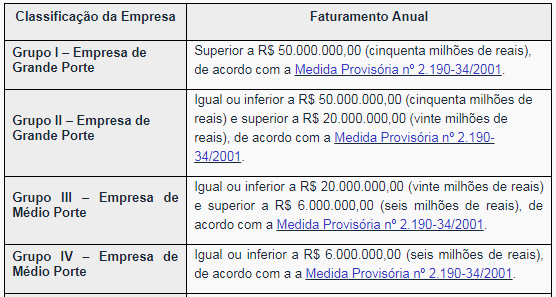 Classificação da Empresa
Faturamento Anual
Grupo I – Empresa de
Grande Porte
Superior a R$ 50.000.000,00 (cinquenta milhões de reais),
de acordo com a Medida Provisória nº 2.190-34/2001.
Grupo II – Empresa de
Grande Porte
Igual ou inferior a R$ 50.000.000,00 (cinquenta milhões de
reais) e superior a R$ 20.000.000,00 (vinte milhões de
reais), de acordo com a Medida Provisória nº 2.190-
34/2001.
Grupo III – Empresa de
Médio Porte
Igual ou inferior a R$ 20.000.000,00 (vinte milhões de reais)
e superior a R$ 6.000.000,00 (seis milhões de reais), de
acordo com a Medida Provisória nº 2.190-34/2001.
Grupo IV – Empresa de
Médio Porte
Igual ou inferior a R$ 6.000.000,00 (seis milhões de reais),
de acordo com a a Medida Provisória nº 2.190-34/2001.